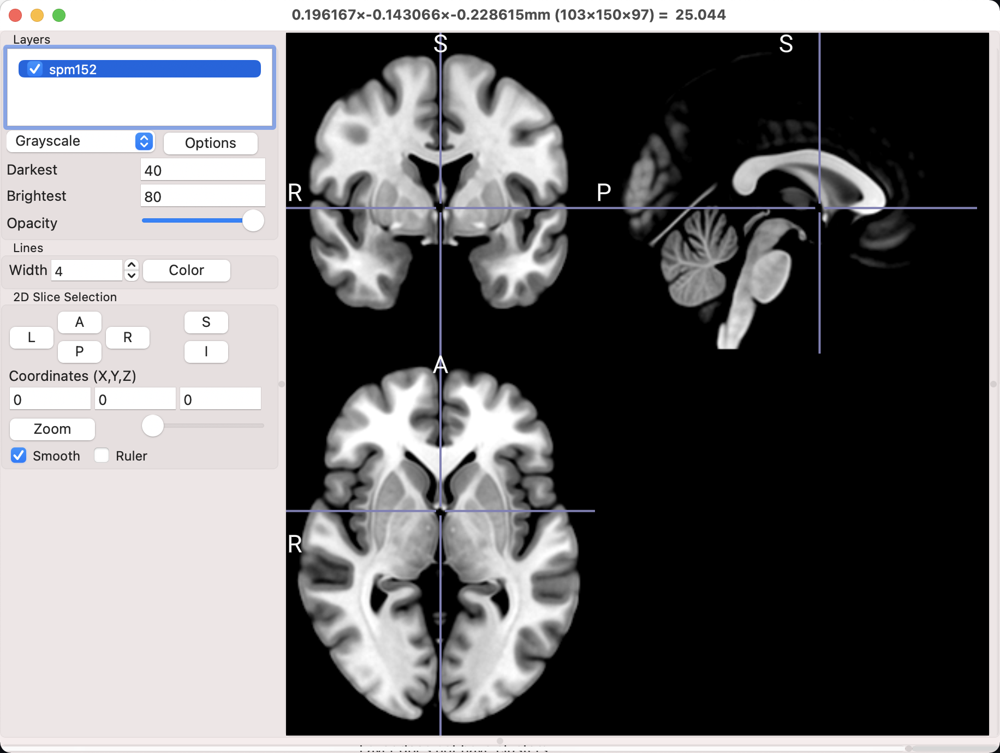 0.196167×-0.143066×-0.228615mm (103×150×97) = 25.044
Layers
spm152
Grayscale
Options
Darkest
40
Brightest
80
Opacity
Lines
Width
4
Color
2D Slice Selection
A
S
L
R
P
I
Coordinates (X,Y,Z)
0
0
0
Zoom
Smooth
Ruler
S
S
R
P
A
R